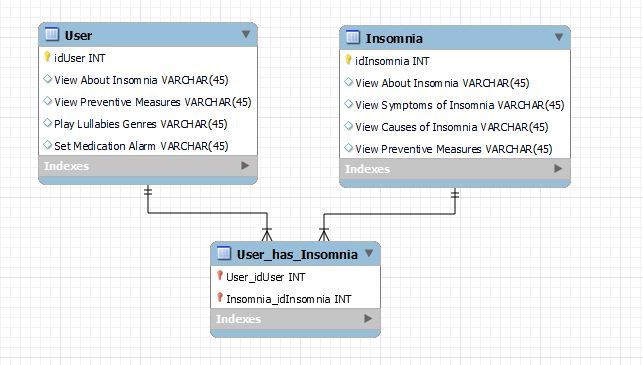 User
idUser INT
View About Insomnia VARCHAR(45)
View Preventive Measures VARCHAR(45)
Play Lullabies Genres VARCHAR(45)
Set Medication Alarm VARCHAR(45)
Indexes
Insomnia
idInsomnia INT
View About Insomnia VARCHAR(45)
View Symptoms of Insomnia VARCHAR(45)
View Causes of Insomnia VARCHAR(45)
View Preventive Measures VARCHAR(45)
Indexes
User_has_Insomnia
User_idUser INT
Insomnia_idInsomnia INT
Indexes